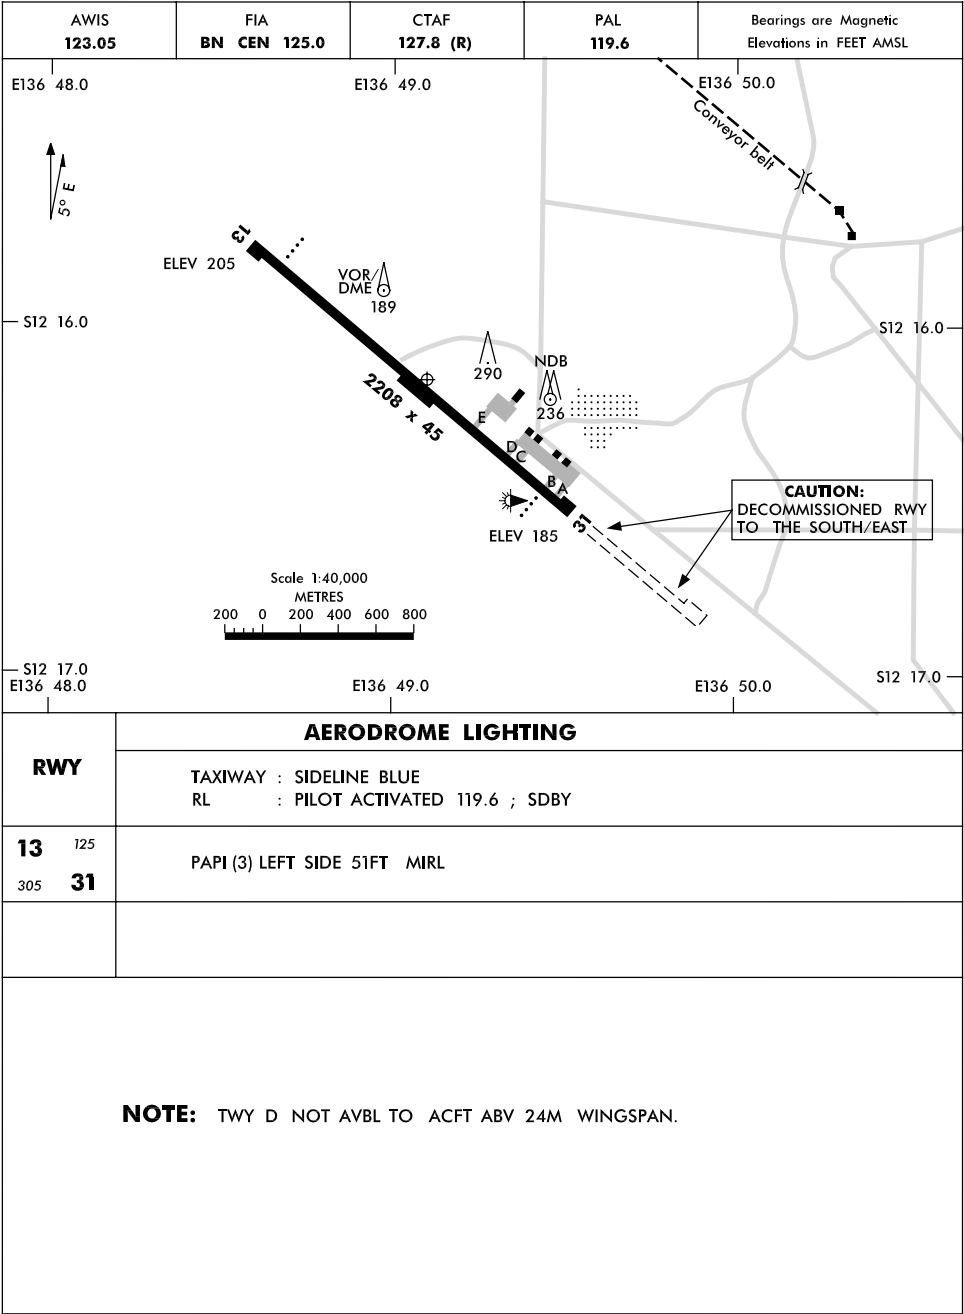 AWIS
123.05
FIA
BN CEN 125.0
CTAF
127.8 (R)
PAL
119.6
Bearings are Magnetic
Elevations in FEET AMSL
E136 48.0
E136 49.0
E136 50.0
Conveyor belt
5° E
13
ELEV 205
VOR/
DME
189
S12 16.0
S12 16.0
290
NDB
236
2208 x 45
E
D
C
B
A
31
ELEV 185
CAUTION:
DECOMMISSIONED RWY
TO THE SOUTH/EAST
Scale 1:40,000
METRES
200 0 200 400 600 800
S12 17.0
S12 17.0
E136 48.0
E136 49.0
E136 50.0
RWY
AERODROME LIGHTING
TAXIWAY : SIDELINE BLUE
RL : PILOT ACTIVATED 119.6 ; SDBY
13 125
305 31
PAPI (3) LEFT SIDE 51FT MIRL
NOTE: TWY D NOT AVBL TO ACFT ABV 24M WINGSPAN.